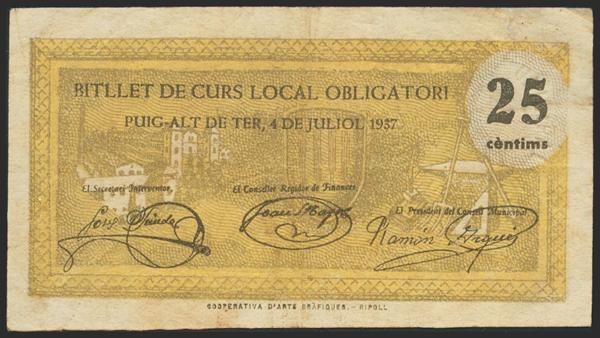 BITLLET DE CURS LOCAL OBLIGATORI
25
cèntims
PUIG-ALT DE TER, 4 DE JULIOL 1937
El Secretari Interventor,
El Conseller Regidor de Finances,
El President del Consell Municipal
Ramón
COOPERATIVA D'ARTS GRÀFIQUES.- RIPOLL